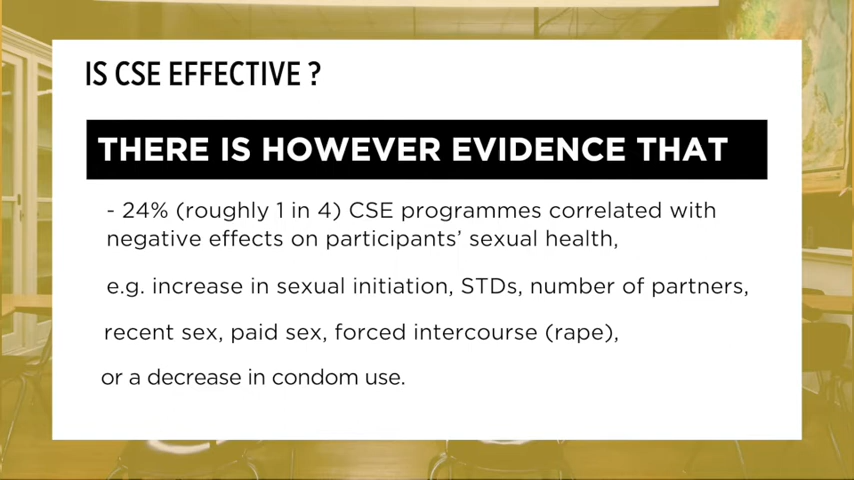 IS CSE EFFECTIVE ?
THERE IS HOWEVER EVIDENCE THAT
- 24% (roughly 1 in 4) CSE programmes correlated with
negative effects on participants’ sexual health,
e.g. increase in sexual initiation, STDs, number of partners,
recent sex, paid sex, forced intercourse (rape),
or a decrease in condom use.